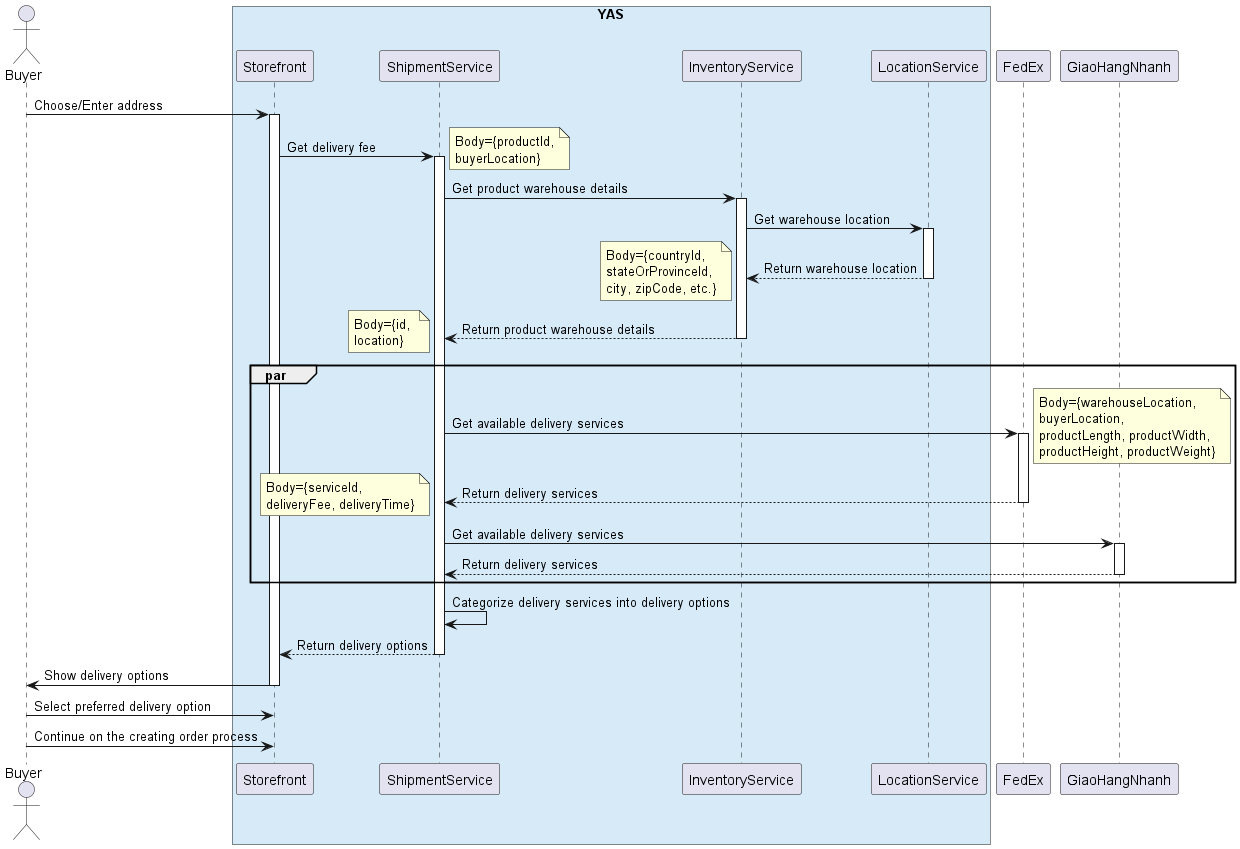 YAS
Buyer
Storefront
ShipmentService
InventoryService
LocationService
FedEx
GiaoHangNhanh
Choose/Enter address
Get delivery fee
Body={productId,
buyerLocation}
Get product warehouse details
Get warehouse location
Body={countryId,
stateOrProvinceId,
city, zipCode, etc.}
Return warehouse location
Body={id,
location}
Return product warehouse details
par
Get available delivery services
Body={warehouseLocation,
buyerLocation,
productLength, productWidth,
productHeight, productWeight}
Body={serviceId,
deliveryFee, deliveryTime}
Return delivery services
Get available delivery services
Return delivery services
Categorize delivery services into delivery options
Return delivery options
Show delivery options
Select preferred delivery option
Continue on the creating order process
Buyer
Storefront
ShipmentService
InventoryService
LocationService
FedEx
GiaoHangNhanh